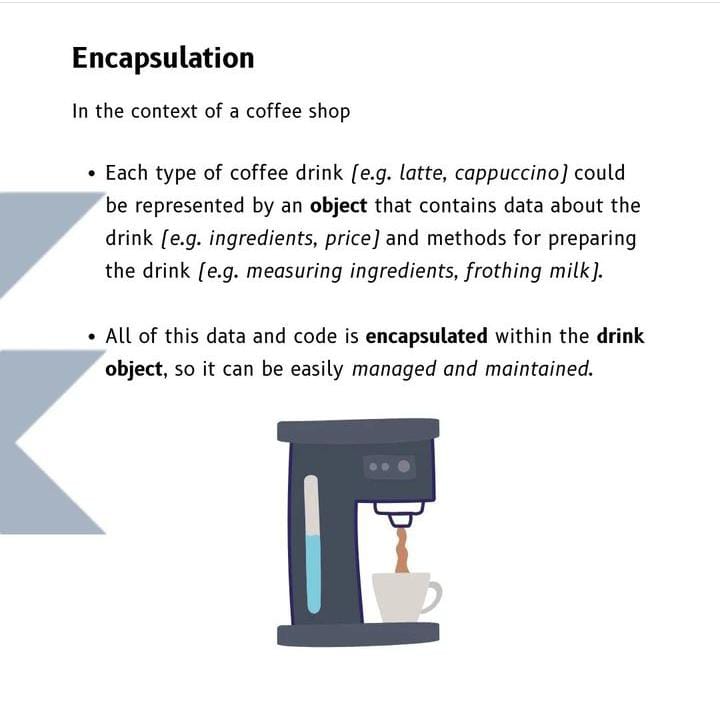 Encapsulation
In the context of a coffee shop
• Each type of coffee drink [e.g. latte, cappuccino] could
be represented by an object that contains data about the
drink [e.g. ingredients, price] and methods for preparing
the drink [e.g. measuring ingredients, frothing milk].
• All of this data and code is encapsulated within the drink
object, so it can be easily managed and maintained.